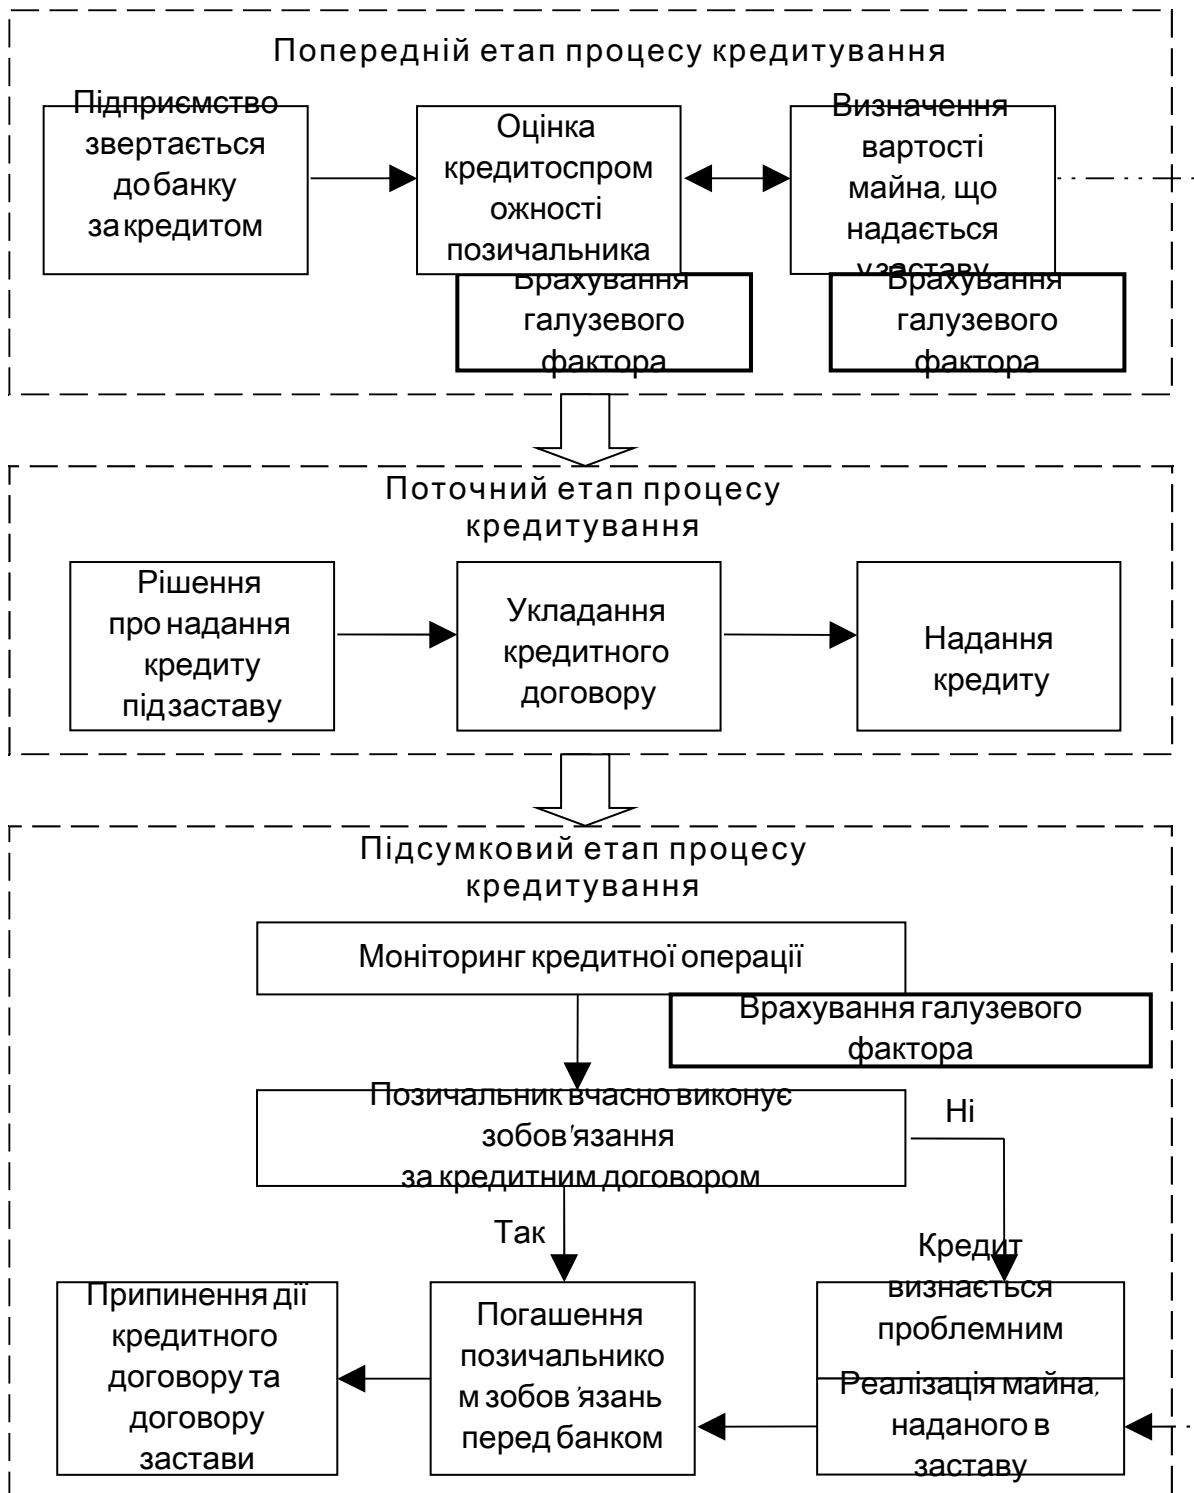 Попередній етап процесу кредитування
Підприємство
звертається
до банку
за кредитом
Оцінка
кредитоспром
ожності
позичальника
Визначення
вартості
майна, що
надається
у заставу
Врахування
галузевого
фактора
Врахування
галузевого
фактора
Поточний етап процесу
кредитування
Рішення
про надання
кредиту
під заставу
Укладання
кредитного
договору
Надання
кредиту
Підсумковий етап процесу
кредитування
Моніторинг кредитної операції
Врахування галузевого
фактора
Позичальник вчасно виконує
зобов'язання
за кредитним договором
Ні
Так
Кредит
визнається
проблемним
Припинення дії
кредитного
договору та
договору
застави
Погашення
позичальнико
м зобов'язань
перед банком
Реалізація майна,
наданого в
заставу